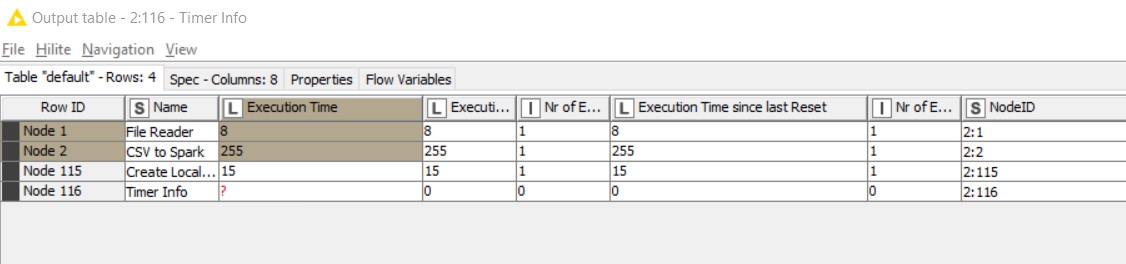 Output table - 2:116 - Timer Info
File Hilite Navigation View
Table "default" - Rows: 4 Spec - Columns: 8 Properties Flow Variables
Row ID S Name L Execution Time L Executi... I Nr of E... L Execution Time since last Reset I Nr of E... S NodeID
Node 1 File Reader 8 8 1 8 1 2:1
Node 2 CSV to Spark 255 255 1 255 1 2:2
Node 115 Create Local... 15 15 1 15 1 2:115
Node 116 Timer Info ? 0 0 0 0 2:116